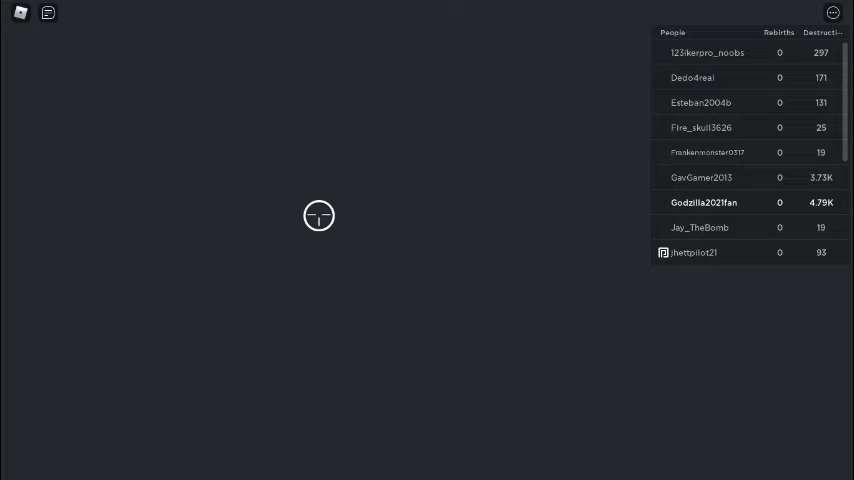 People Rebirths Destructi--
123ikerpro_noobs 0 297
Dedo4real 0 171
Esteban2004b 0 131
Fire_skull3626 0 25
Frankenmonster0317 0 19
GavGamer2013 0 3.73K
Godzilla2021fan 0 4.79K
Jay_TheBomb 0 19
jhettpilot21 0 93